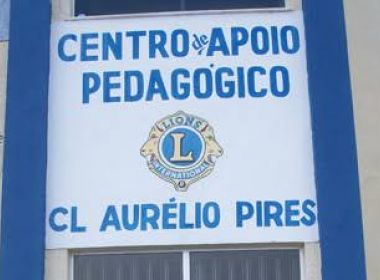 CENTRO de APOIO
PEDAGÓGICO
LIONS
L
INTERNATIONAL
CL AURÉLIO PIRES